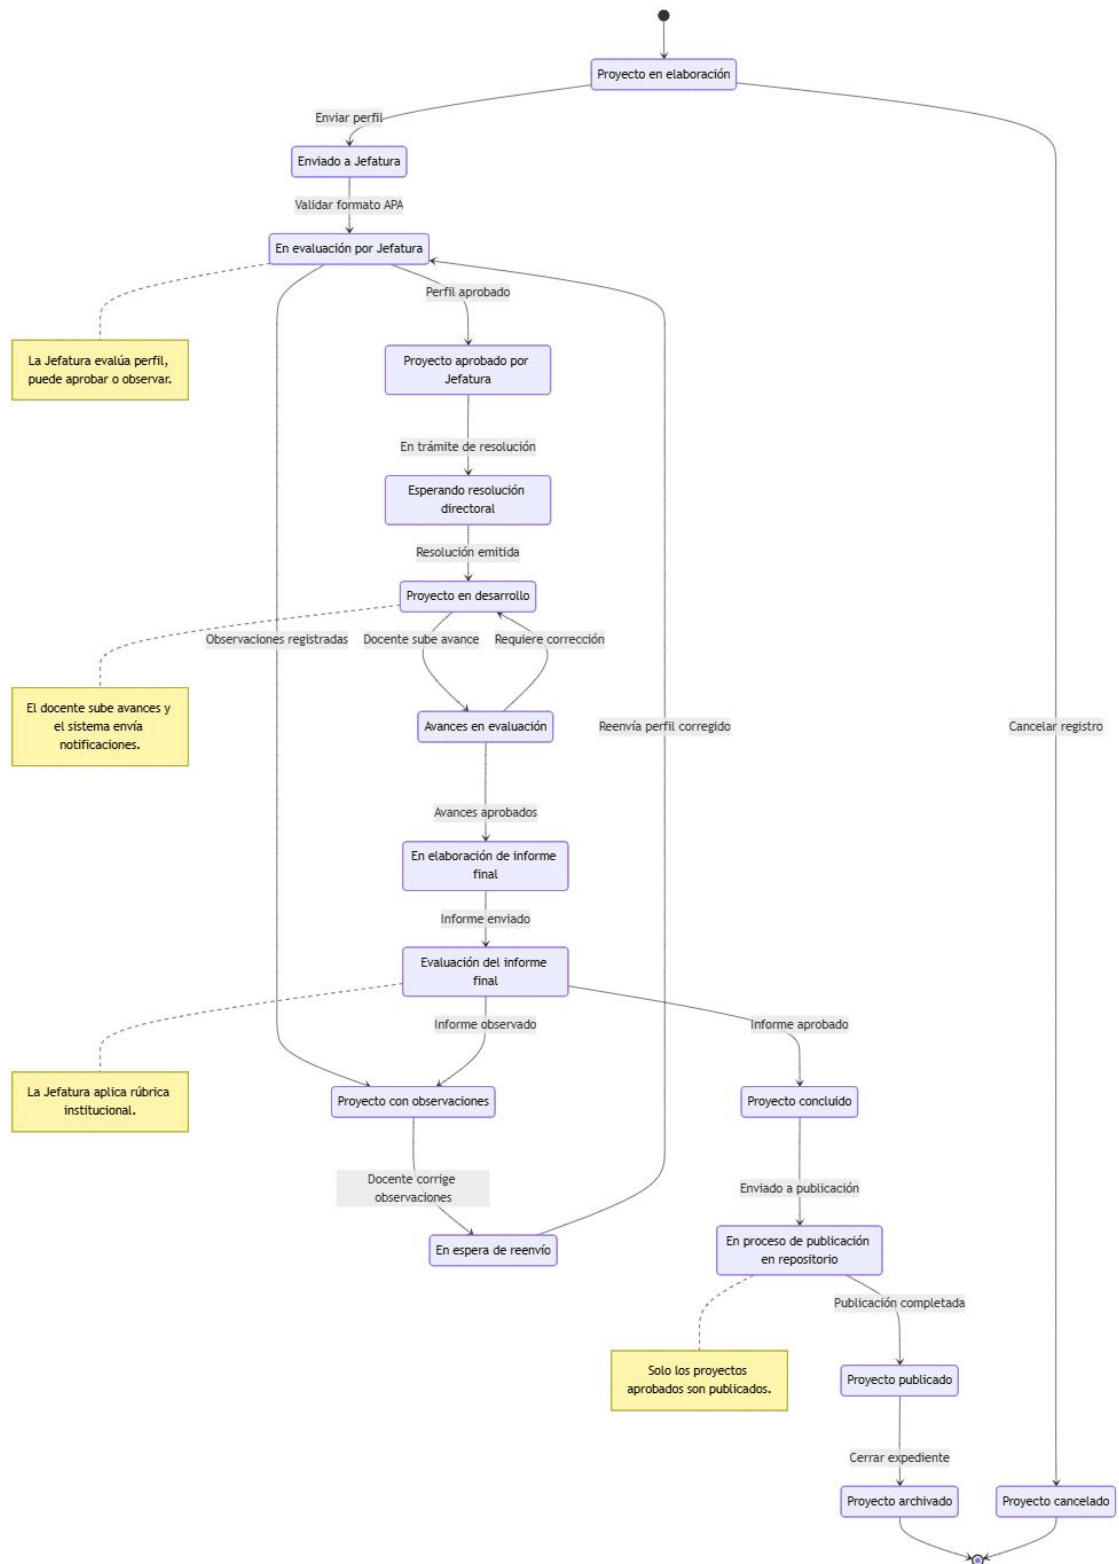 Proyecto en elaboración
Enviar perfil
Enviado a Jefatura
Validar formato APA
En evaluación por Jefatura
Perfil aprobado
La Jefatura evalúa perfil,
puede aprobar o observar.
Proyecto aprobado por
Jefatura
En trámite de resolución
Esperando resolución
directoral
Resolución emitida
Proyecto en desarrollo
Observaciones registradas
Docente sube avance
Requiere corrección
El docente sube avances y
el sistema envía
notificaciones.
Avances en evaluación
Reenvía perfil corregido
Cancelar registro
Avances aprobados
En elaboración de informe
final
Informe enviado
Evaluación del informe
final
Informe observado
Informe aprobado
La Jefatura aplica rúbrica
institucional.
Proyecto con observaciones
Proyecto concluido
Docente corrige
observaciones
Enviado a publicación
En espera de reenvío
En proceso de publicación
en repositorio
Publicación completada
Solo los proyectos
aprobados son publicados.
Proyecto publicado
Cerrar expediente
Proyecto archivado
Proyecto cancelado